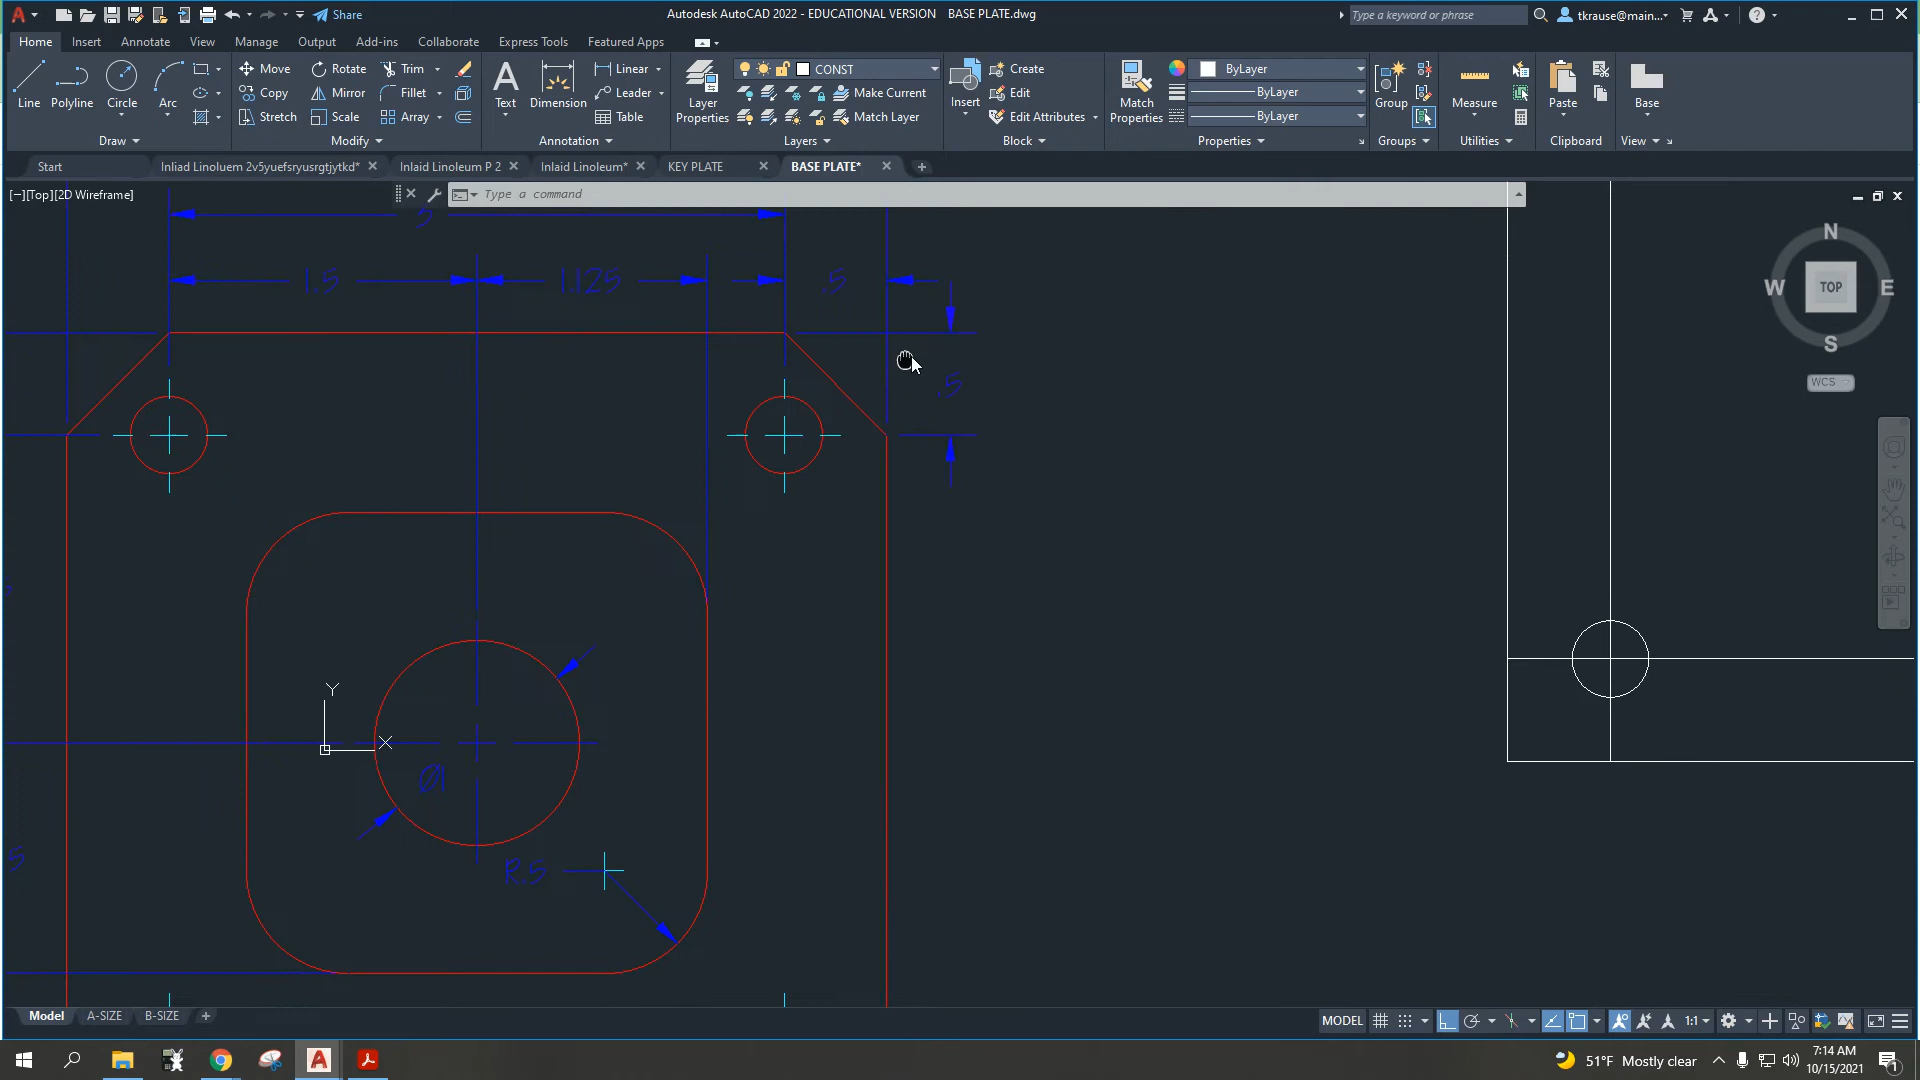 Share
Autodesk AutoCAD 2022 - EDUCATIONAL VERSION BASE PLATE.dwg
Type a keyword or phrase
tkrause@main...
Home Insert Annotate View Manage Output Add-ins Collaborate Express Tools Featured Apps
Line Polyline Circle Arc
Move Rotate Trim
Copy Mirror Fillet
Stretch Scale Array
Text Dimension
Linear
Leader
Table
Layer
Properties
CONST
Make Current
Match Layer
Insert
Create
Edit
Edit Attributes
Match
Properties
ByLayer
ByLayer
ByLayer
Group
Measure
Paste
Base
Draw Modify Annotation Layers Block Properties Groups Utilities Clipboard View
Start Inliad Linoluem 2v5yuefsryusrgtjytkd* Inlaid Linoleum P 2 Inlaid Linoleum* KEY PLATE BASE PLATE*
[−][Top][2D Wireframe]
Type a command
1.5 1.125 .5
.5
N
W TOP E
S
WCS
Y
X
Ø1
R.5
5
Model A-SIZE B-SIZE
MODEL
1:1
51°F Mostly clear
7:14 AM
10/15/2021
1